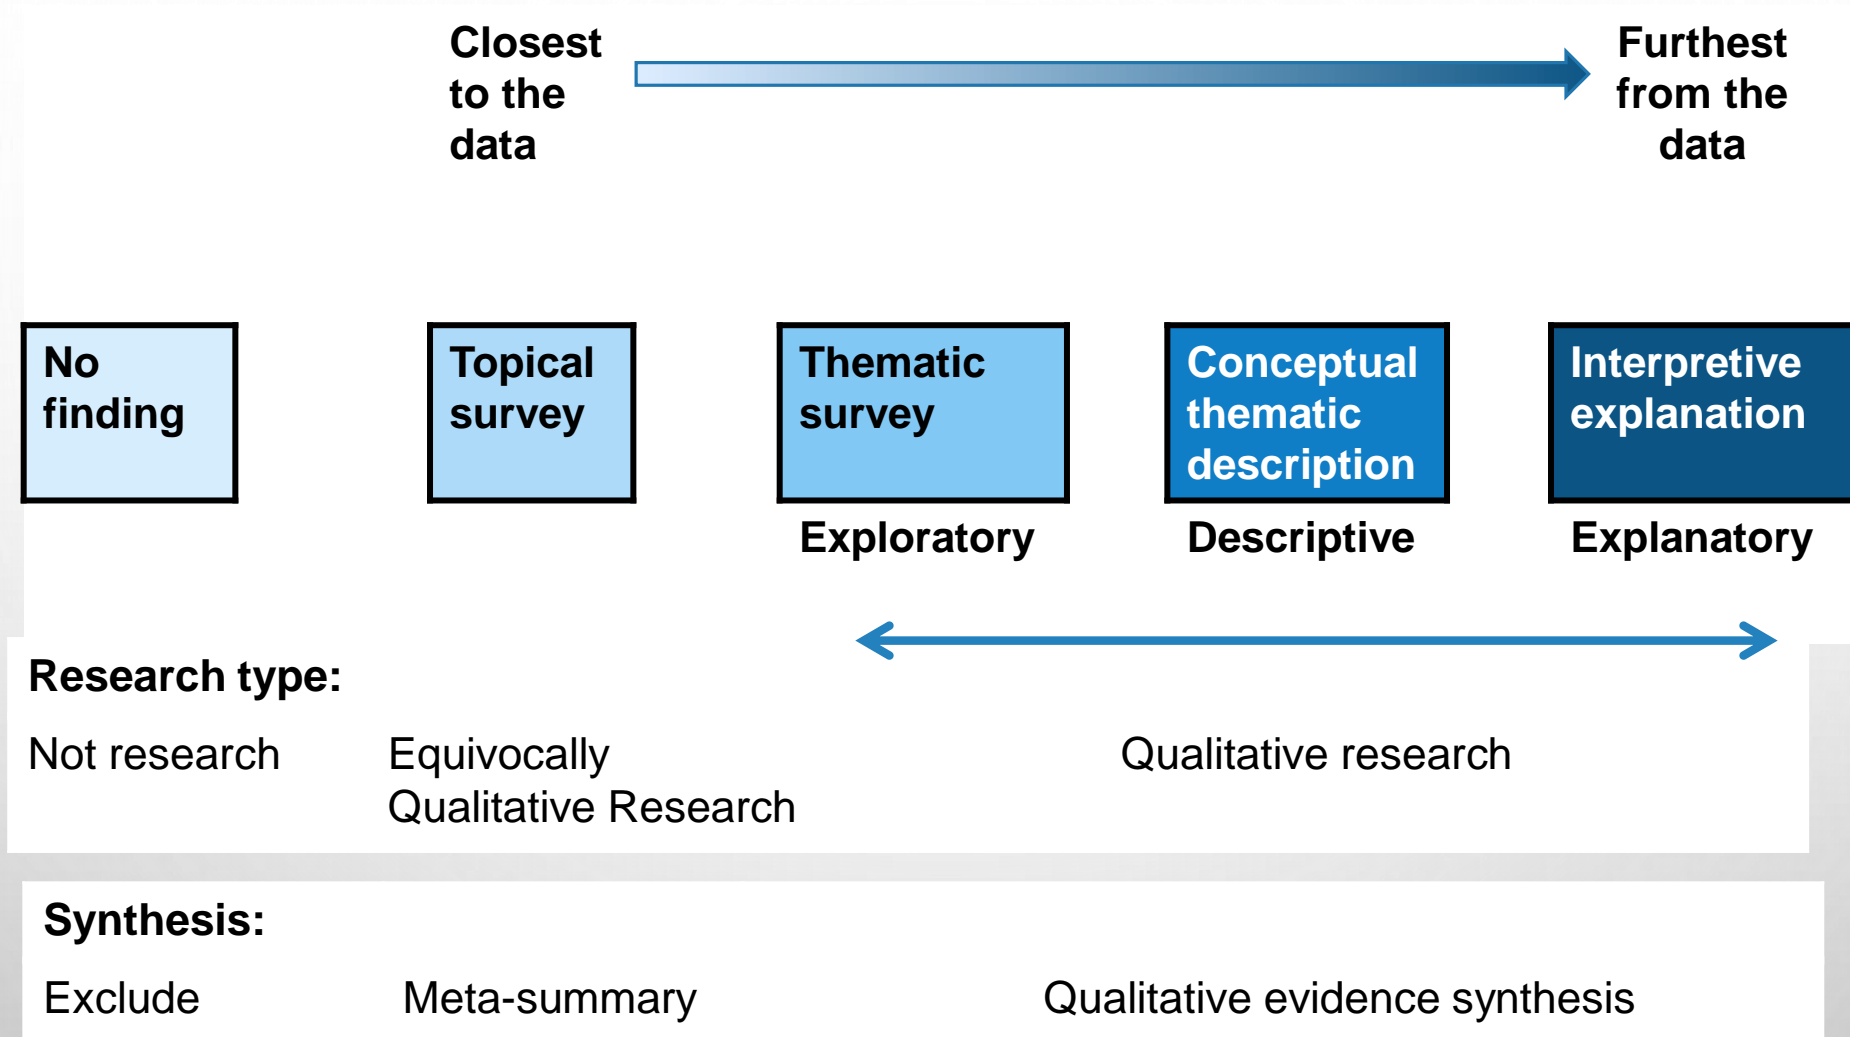 Closest
to the
data
Furthest
from the
data
No
finding
Topical
survey
Thematic
survey
Conceptual
thematic
description
Interpretive
explanation
Exploratory
Descriptive
Explanatory
Research type:
Not research
Equivocally
Qualitative Research
Qualitative research
Synthesis:
Exclude
Meta-summary
Qualitative evidence synthesis